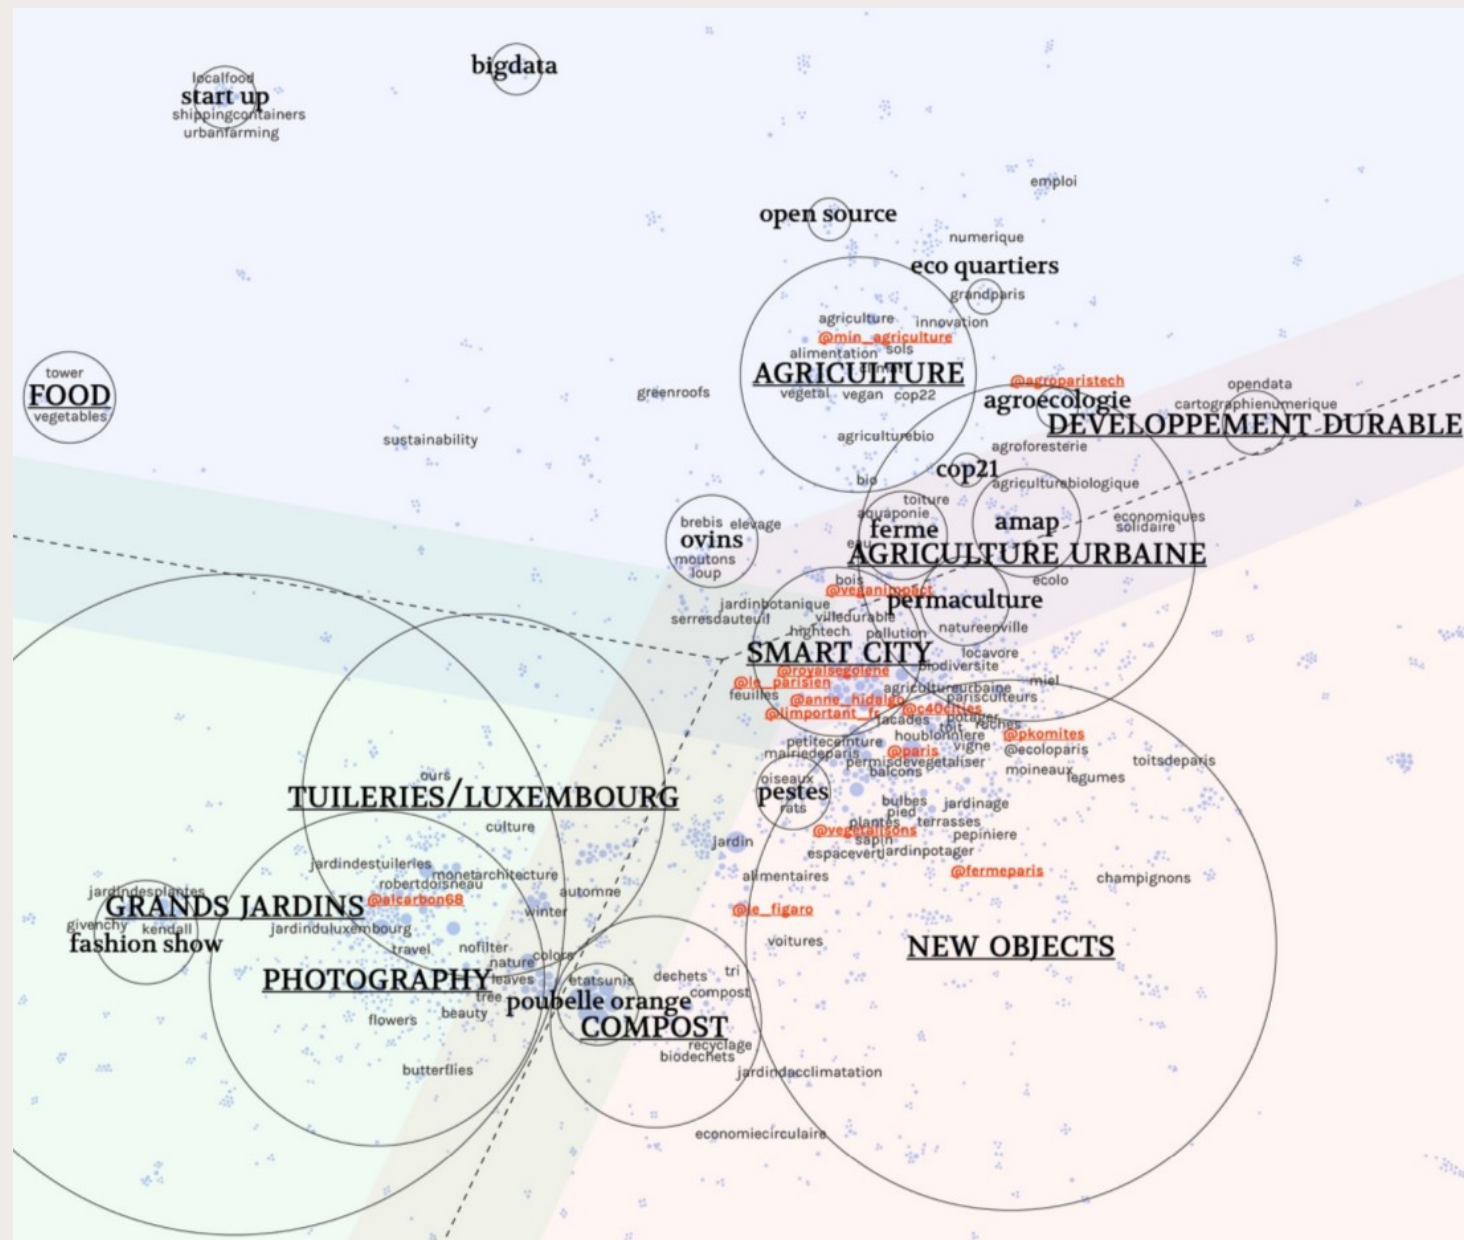 bigdata
localfood
start up
shippingcontainers
urbanfarming
emploi
open source
numerique
eco quartiers
grandparis
agriculture
innovation
@min_agriculture
alimentation
sols
climat
tower
FOOD
vegetables
AGRICULTURE
@agroparistech
opendata
greenroofs
vegetal
vegan
cop22
agroecologie
cartographienumerique
DEVELOPPEMENT DURABLE
sustainability
agriculturebio
agroforesterie
cop21
bio
agriculturebiologique
toiture
aquaponie
brebis
elevage
ferme
amap
economiques
solidaire
ovins
eau
AGRICULTURE URBAINE
moutons
loup
bois
ecolo
@veganimpact
permaculture
jardinbotanique
serresdauteuil
villedurable
hightech
pollution
natureenville
SMART CITY
locavore
biodiversite
@royalsegolene
@le_parisien
miel
feuilles
agricultureurbaine
parisculteurs
@anne_hidalgo
@c40cities
@limportant_fr
facades
potager
toit
ruches
houblonniere
@pkomites
petiteceinture
mairiedeparis
@paris
vigne
@ecoloparis
permisdevegetaliser
balcons
moineaux
legumes
toitsdeparis
ours
oiseaux
pestes
rats
TUILERIES/LUXEMBOURG
bulbes
pied
jardinage
culture
plantes
terrasses
@vegetalisons
sapin
pepiniere
jardin
espacevert
jardinpotager
jardindestuileries
monetarchitecture
@fermeparis
robertdoisneau
alimentaires
champignons
jardindesplantes
automne
@alcarbon68
GRANDS JARDINS
winter
@le_figaro
givenchy
kendall
jardinduluxembourg
fashion show
travel
nofilter
colors
voitures
NEW OBJECTS
nature
PHOTOGRAPHY
leaves
etatsunis
dechets
tri
tree
poubelle orange
compost
beauty
flowers
COMPOST
recyclage
biodechets
butterflies
jardindacclimatation
economiecirculaire